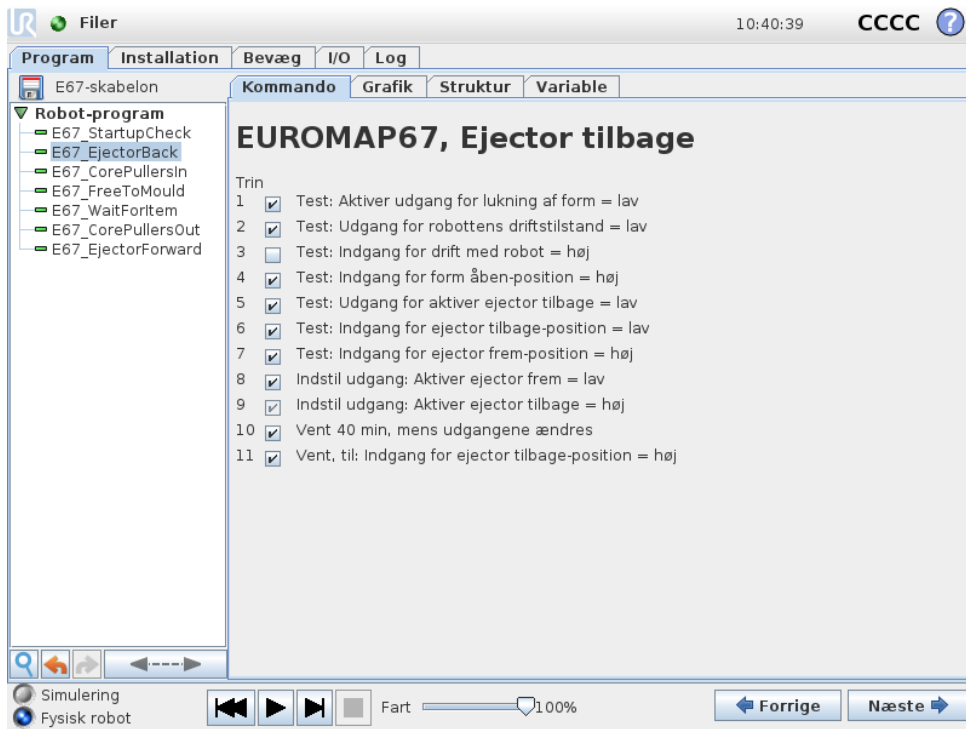 UR Filer 10:40:39 CCCC ?
Program Installation Bevæg I/O Log
E67-skabelon Kommando Grafik Struktur Variable
Robot-program
E67_StartupCheck
E67_EjectorBack
E67_CorePullersIn
E67_FreeToMould
E67_WaitForItem
E67_CorePullersOut
E67_EjectorForward
EUROMAP67, Ejector tilbage
Trin
1 Test: Aktiver udgang for lukning af form = lav
2 Test: Udgang for robottens driftstilstand = lav
3 Test: Indgang for drift med robot = høj
4 Test: Indgang for form åben-position = høj
5 Test: Udgang for aktiver ejector tilbage = lav
6 Test: Indgang for ejector tilbage-position = lav
7 Test: Indgang for ejector frem-position = høj
8 Indstil udgang: Aktiver ejector frem = lav
9 Indstil udgang: Aktiver ejector tilbage = høj
10 Vent 40 min, mens udgangene ændres
11 Vent, til: Indgang for ejector tilbage-position = høj
Simulering
Fysisk robot
Fart 100% Forrige Næste